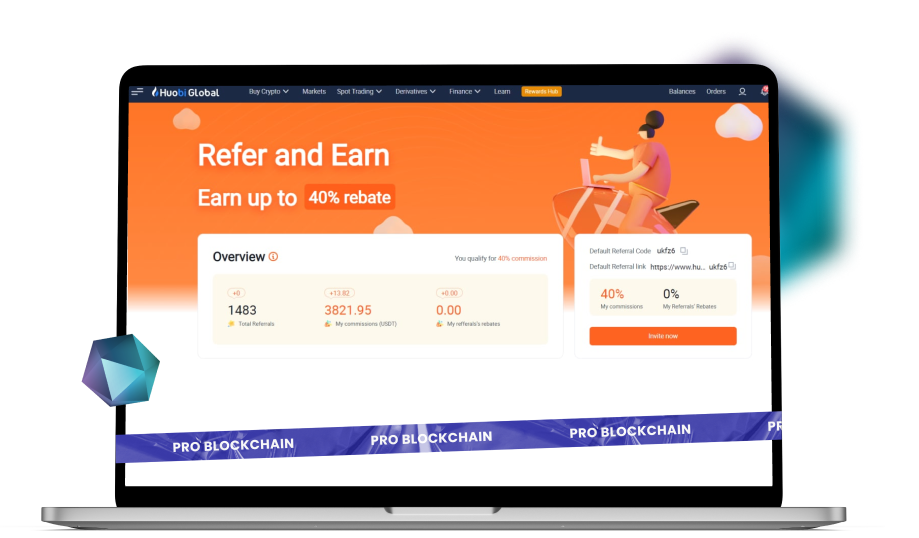 Huobi Global Buy Crypto Markets Spot Trading Derivatives Finance Learn Rewards Hub Balances Orders
Refer and Earn
Earn up to 40% rebate
Overview You qualify for 40% commission
+0 +13.82 +0.00
1483 3821.95 0.00
Total Referrals My commissions (USDT) My refferals's rebates
Default Referral Code ukfz6
Default Referral link https://www.hu... ukfz6
40% 0%
My commissions My Referrals' Rebates
Invite now
PRO BLOCKCHAIN PRO BLOCKCHAIN PRO BLOCKCHAIN PR